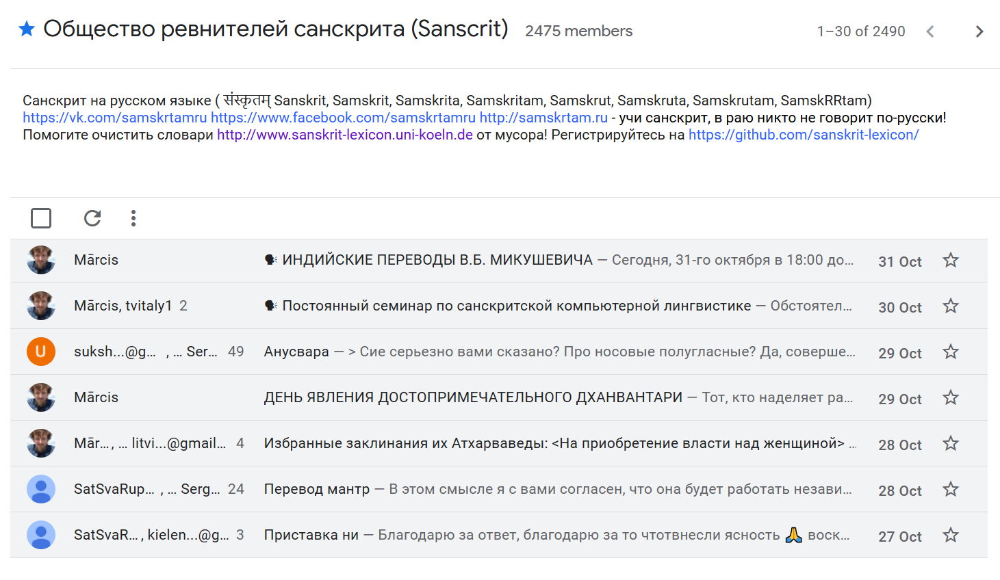 Общество ревнителей санскрита (Sanscrit) 2475 members 1–30 of 2490
Санскрит на русском языке ( संस्कृतम् Sanskrit, Samskrit, Samskrita, Samskritam, Samskrut, Samskruta, Samskrutam, SamskRRtam)
https://vk.com/samskrtamru https://www.facebook.com/samskrtamru http://samskrtam.ru - учи санскрит, в раю никто не говорит по-русски!
Помогите очистить словари http://www.sanskrit-lexicon.uni-koeln.de от мусора! Регистрируйтесь на https://github.com/sanskrit-lexicon/
Mārcis 🗣 ИНДИЙСКИЕ ПЕРЕВОДЫ В.Б. МИКУШЕВИЧА — Сегодня, 31-го октября в 18:00 до... 31 Oct
Mārcis, tvitaly1 2 🗣 Постоянный семинар по санскритской компьютерной лингвистике — Обстоятел... 30 Oct
U suksh...@g... , ... Ser... 49 Анусвара — > Сие серьезно вами сказано? Про носовые полугласные? Да, соверше... 29 Oct
Mārcis ДЕНЬ ЯВЛЕНИЯ ДОСТОПРИМЕЧАТЕЛЬНОГО ДХАНВАНТАРИ — Тот, кто наделяет ра... 29 Oct
Mār..., ... litvi...@gmail... 4 Избранные заклинания их Атхарваведы: <На приобретение власти над женщиной> ... 28 Oct
SatSvaRup... , ... Serg... 24 Перевод мантр — В этом смысле я с вами согласен, что она будет работать незави... 28 Oct
SatSvaR..., kielen...@g... 3 Приставка ни — Благодарю за ответ, благодарю за то чтотвнесли ясность 🙏 воск... 27 Oct